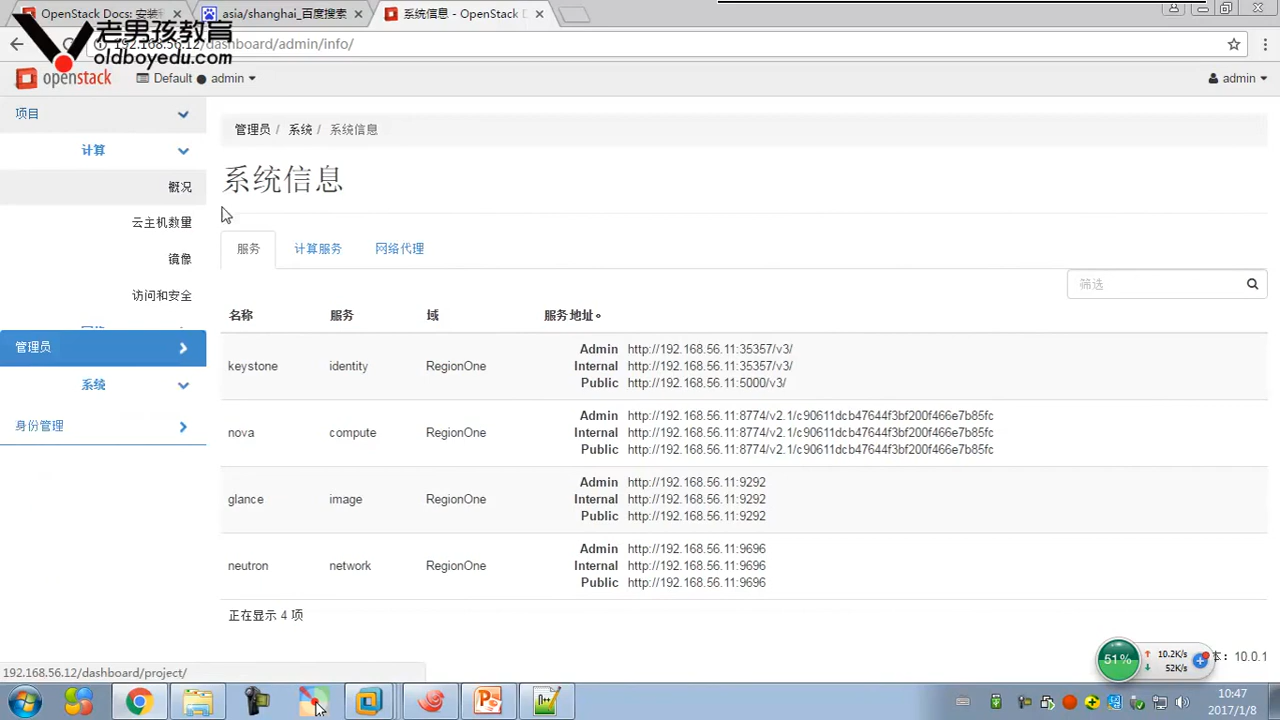 OpenStack Docs: 安装
asia/shanghai_百度搜索
系统信息 - OpenStack D
老男孩教育
oldboyedu.com
192.168.56.12/dashboard/admin/info/
openstack
Default ● admin
admin
项目
计算
概况
云主机数量
镜像
访问和安全
管理员
系统
身份管理
管理员 / 系统 / 系统信息
系统信息
服务 计算服务 网络代理
筛选
名称 服务 域 服务地址。
Admin http://192.168.56.11:35357/v3/
keystone identity RegionOne Internal http://192.168.56.11:35357/v3/
Public http://192.168.56.11:5000/v3/
Admin http://192.168.56.11:8774/v2.1/c90611dcb47644f3bf200f466e7b85fc
nova compute RegionOne Internal http://192.168.56.11:8774/v2.1/c90611dcb47644f3bf200f466e7b85fc
Public http://192.168.56.11:8774/v2.1/c90611dcb47644f3bf200f466e7b85fc
Admin http://192.168.56.11:9292
glance image RegionOne Internal http://192.168.56.11:9292
Public http://192.168.56.11:9292
Admin http://192.168.56.11:9696
neutron network RegionOne Internal http://192.168.56.11:9696
Public http://192.168.56.11:9696
正在显示 4 项
51%
10.2K/s
52K/s
本：10.0.1
192.168.56.12/dashboard/project/
10:47
2017/1/8